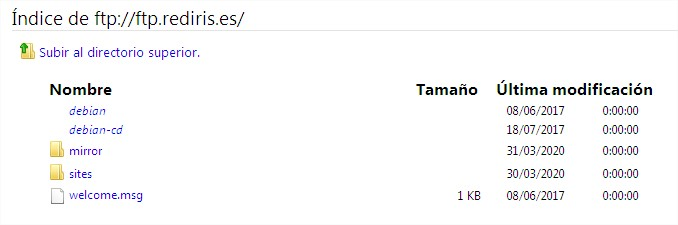 Índice de ftp://ftp.rediris.es/
Subir al directorio superior.
Nombre Tamaño Última modificación
debian 08/06/2017 0:00:00
debian-cd 18/07/2017 0:00:00
mirror 31/03/2020 0:00:00
sites 30/03/2020 0:00:00
welcome.msg 1 KB 08/06/2017 0:00:00